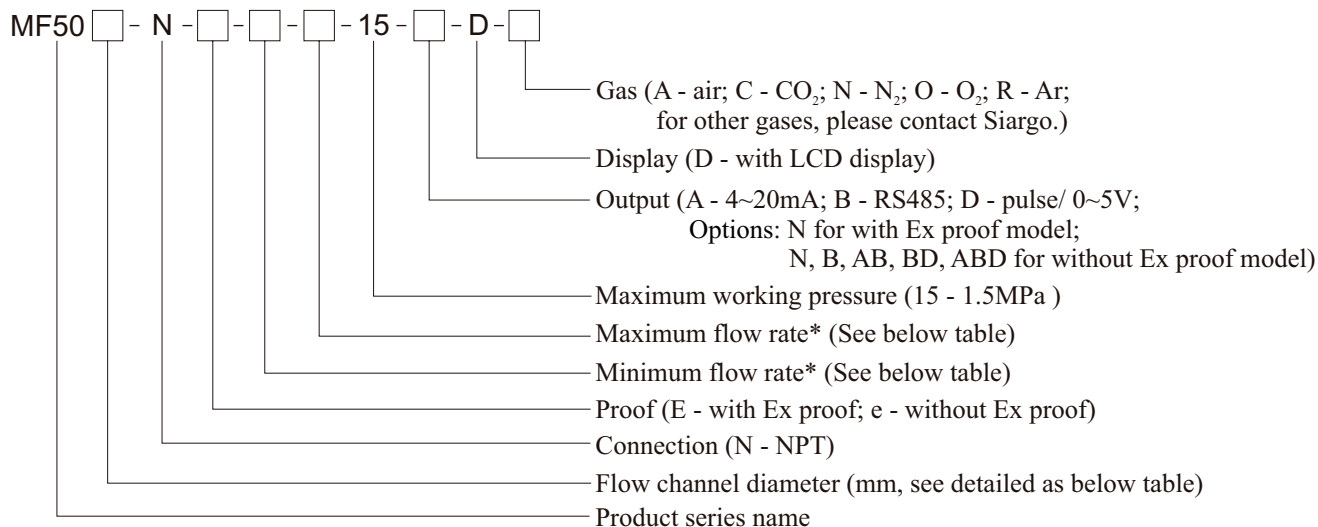 MF50 - N - - - - 15 - - D -
Gas (A - air; C - CO₂; N - N₂; O - O₂; R - Ar;
for other gases, please contact Siargo.)
Display (D - with LCD display)
Output (A - 4~20mA; B - RS485; D - pulse/ 0~5V;
Options: N for with Ex proof model;
N, B, AB, BD, ABD for without Ex proof model)
Maximum working pressure (15 - 1.5MPa )
Maximum flow rate* (See below table)
Minimum flow rate* (See below table)
Proof (E - with Ex proof; e - without Ex proof)
Connection (N - NPT)
Flow channel diameter (mm, see detailed as below table)
Product series name